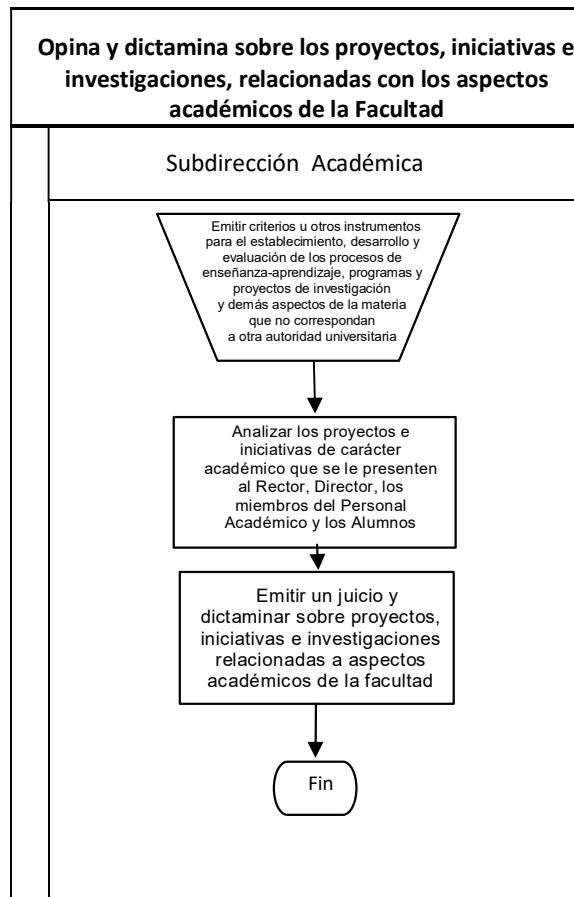 Opina y dictamina sobre los proyectos, iniciativas e
investigaciones, relacionadas con los aspectos
académicos de la Facultad
Subdirección Académica
Emitir criterios u otros instrumentos
para el establecimiento, desarrollo y
evaluación de los procesos de
enseñanza-aprendizaje, programas y
proyectos de investigación
y demás aspectos de la materia
que no correspondan
a otra autoridad universitaria
Analizar los proyectos e
iniciativas de carácter
académico que se le presenten
al Rector, Director, los
miembros del Personal
Académico y los Alumnos
Emitir un juicio y
dictaminar sobre proyectos,
iniciativas e investigaciones
relacionadas a aspectos
académicos de la facultad
Fin